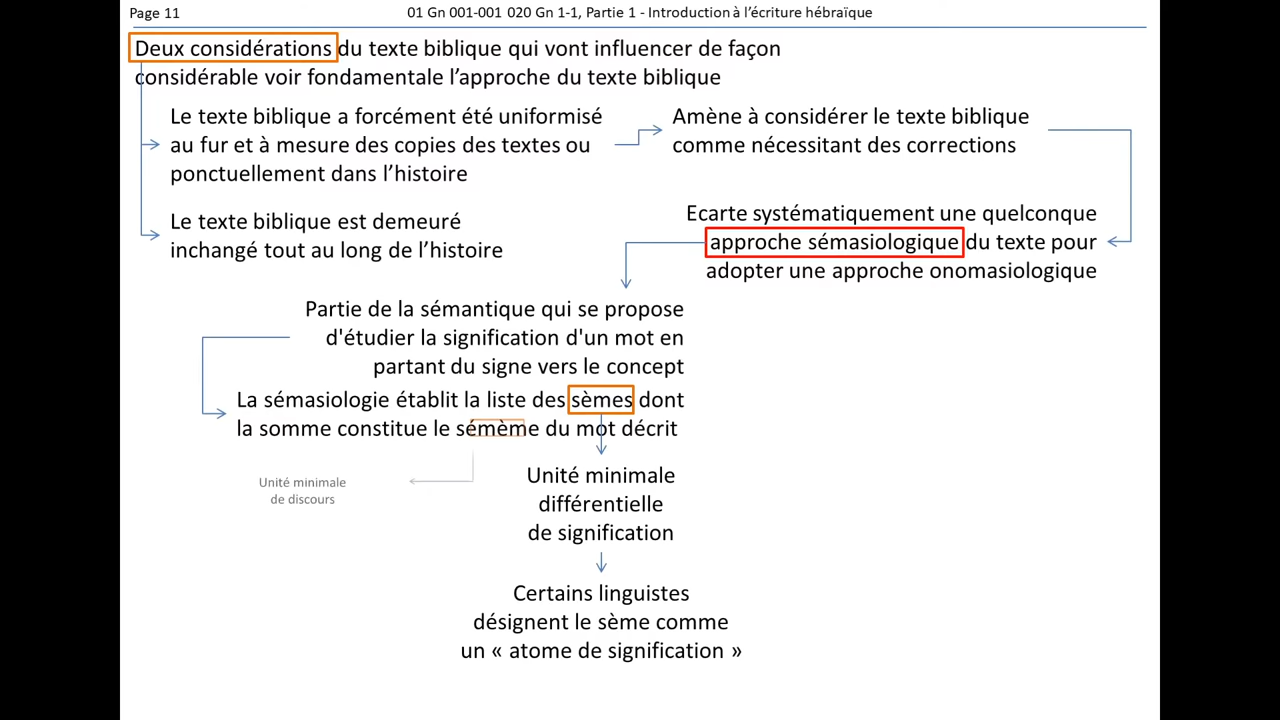 Page 11
01 Gn 001-001 020 Gn 1-1, Partie 1 - Introduction à l’écriture hébraïque
Deux considérations du texte biblique qui vont influencer de façon
considérable voir fondamentale l’approche du texte biblique
Le texte biblique a forcément été uniformisé
au fur et à mesure des copies des textes ou
ponctuellement dans l’histoire
Amène à considérer le texte biblique
comme nécessitant des corrections
Le texte biblique est demeuré
inchangé tout au long de l’histoire
Ecarte systématiquement une quelconque
approche sémasiologique du texte pour
adopter une approche onomasiologique
Partie de la sémantique qui se propose
d'étudier la signification d'un mot en
partant du signe vers le concept
La sémasiologie établit la liste des sèmes dont
la somme constitue le sémème du mot décrit
Unité minimale
de discours
Unité minimale
différentielle
de signification
Certains linguistes
désignent le sème comme
un « atome de signification »